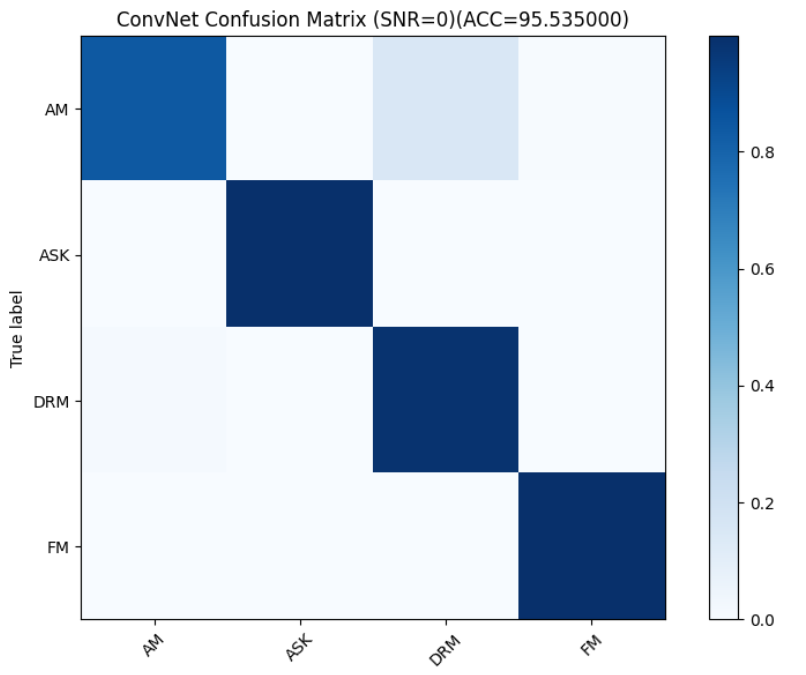 ConvNet Confusion Matrix (SNR=0)(ACC=95.535000)
AM
ASK
DRM
FM
True label
AM
ASK
DRM
FM
0.8
0.6
0.4
0.2
0.0